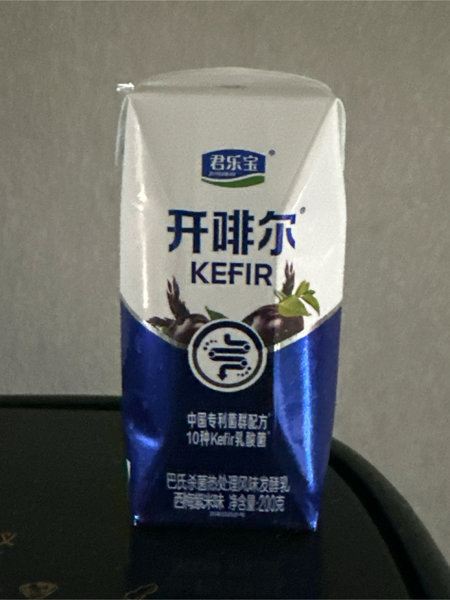 君乐宝
开啡尔
KEFIR
中国专利菌群配方
10种Kefir乳酸菌
巴氏杀菌热处理风味发酵乳
西梅紫米味 净含量:200克